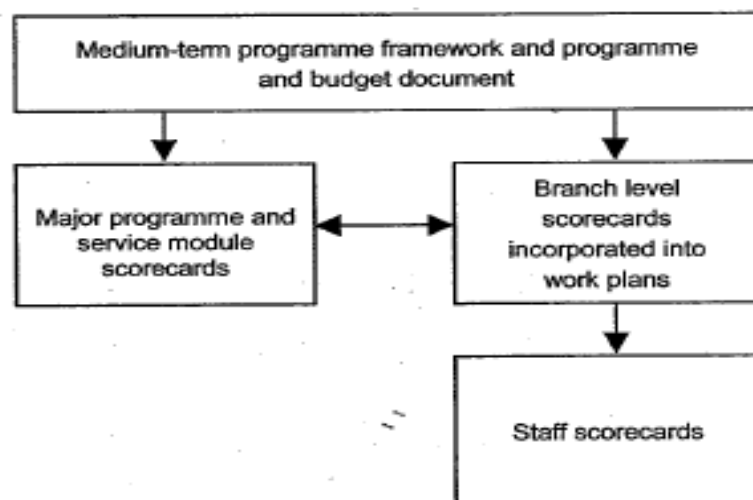 Medium-term programme framework and programme
and budget document
Major programme and
service module
scorecards
Branch level
scorecards
incorporated into
work plans
Staff scorecards